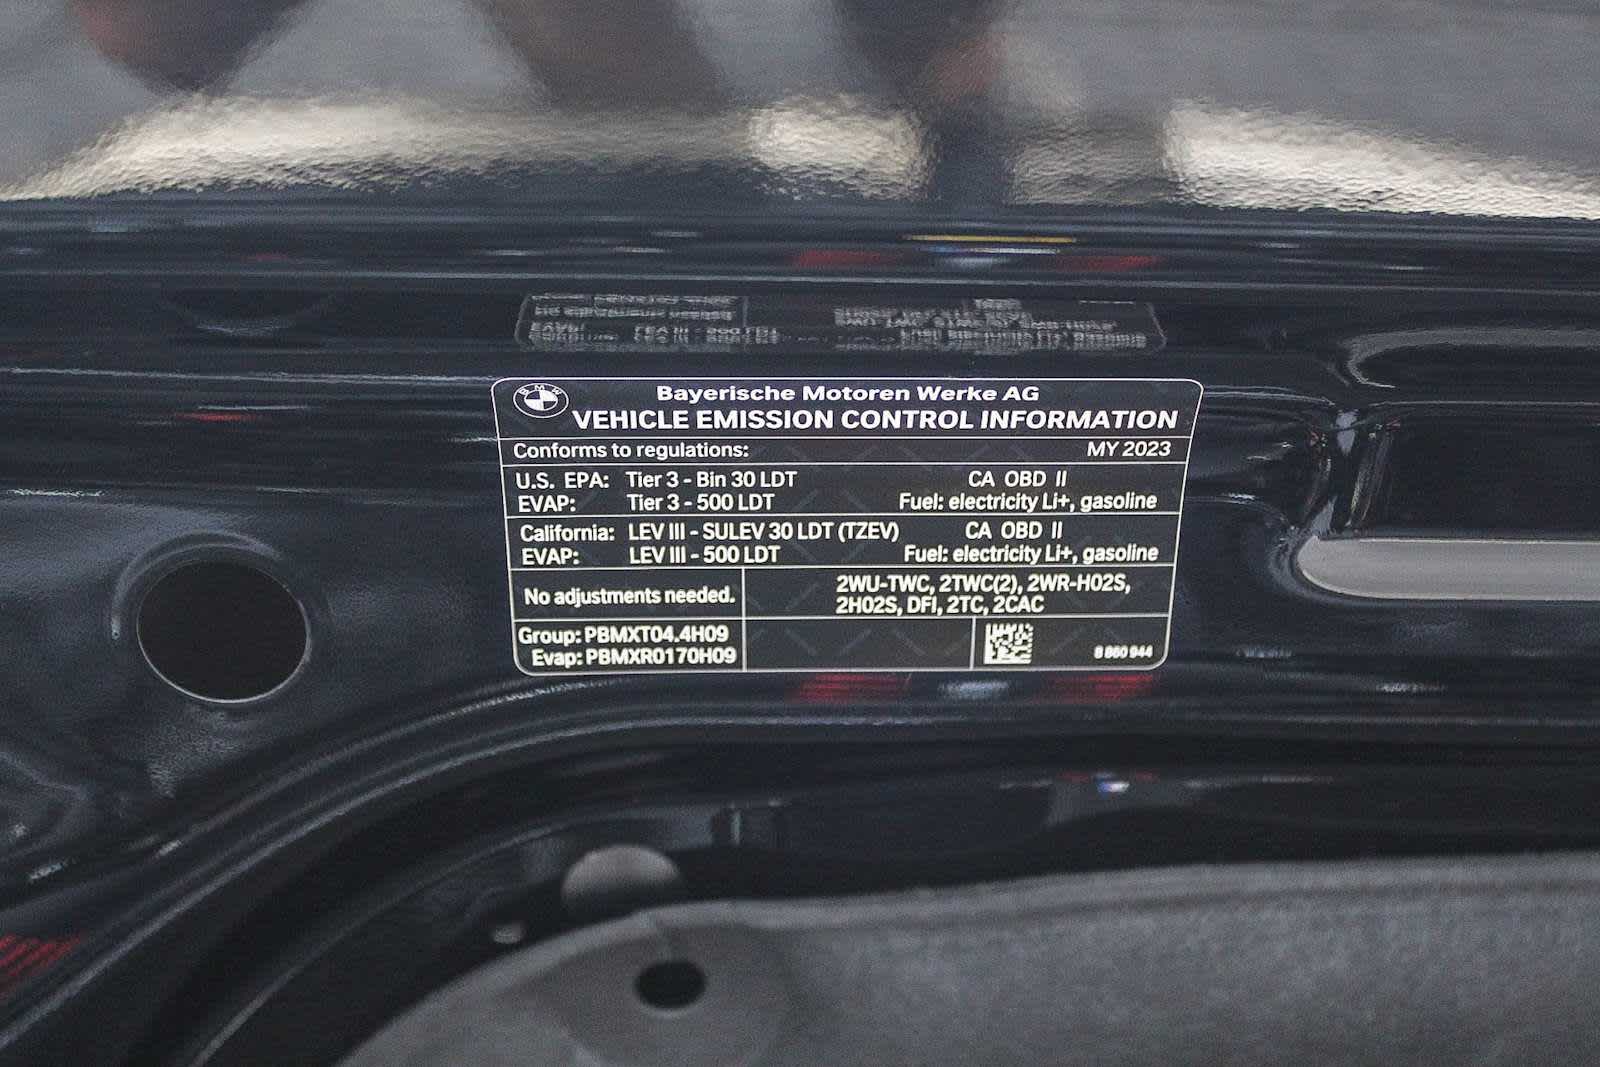 BMW
Bayerische Motoren Werke AG
VEHICLE EMISSION CONTROL INFORMATION
Conforms to regulations: MY 2023
U.S. EPA: Tier 3 - Bin 30 LDT CA OBD II
EVAP: Tier 3 - 500 LDT Fuel: electricity Li+, gasoline
California: LEV III - SULEV 30 LDT (TZEV) CA OBD II
EVAP: LEV III - 500 LDT Fuel: electricity Li+, gasoline
No adjustments needed. 2WU-TWC, 2TWC(2), 2WR-HO2S,
2HO2S, DFI, 2TC, 2CAC
Group: PBMXT04.4H09
Evap: PBMXR0170H09
8 860 944